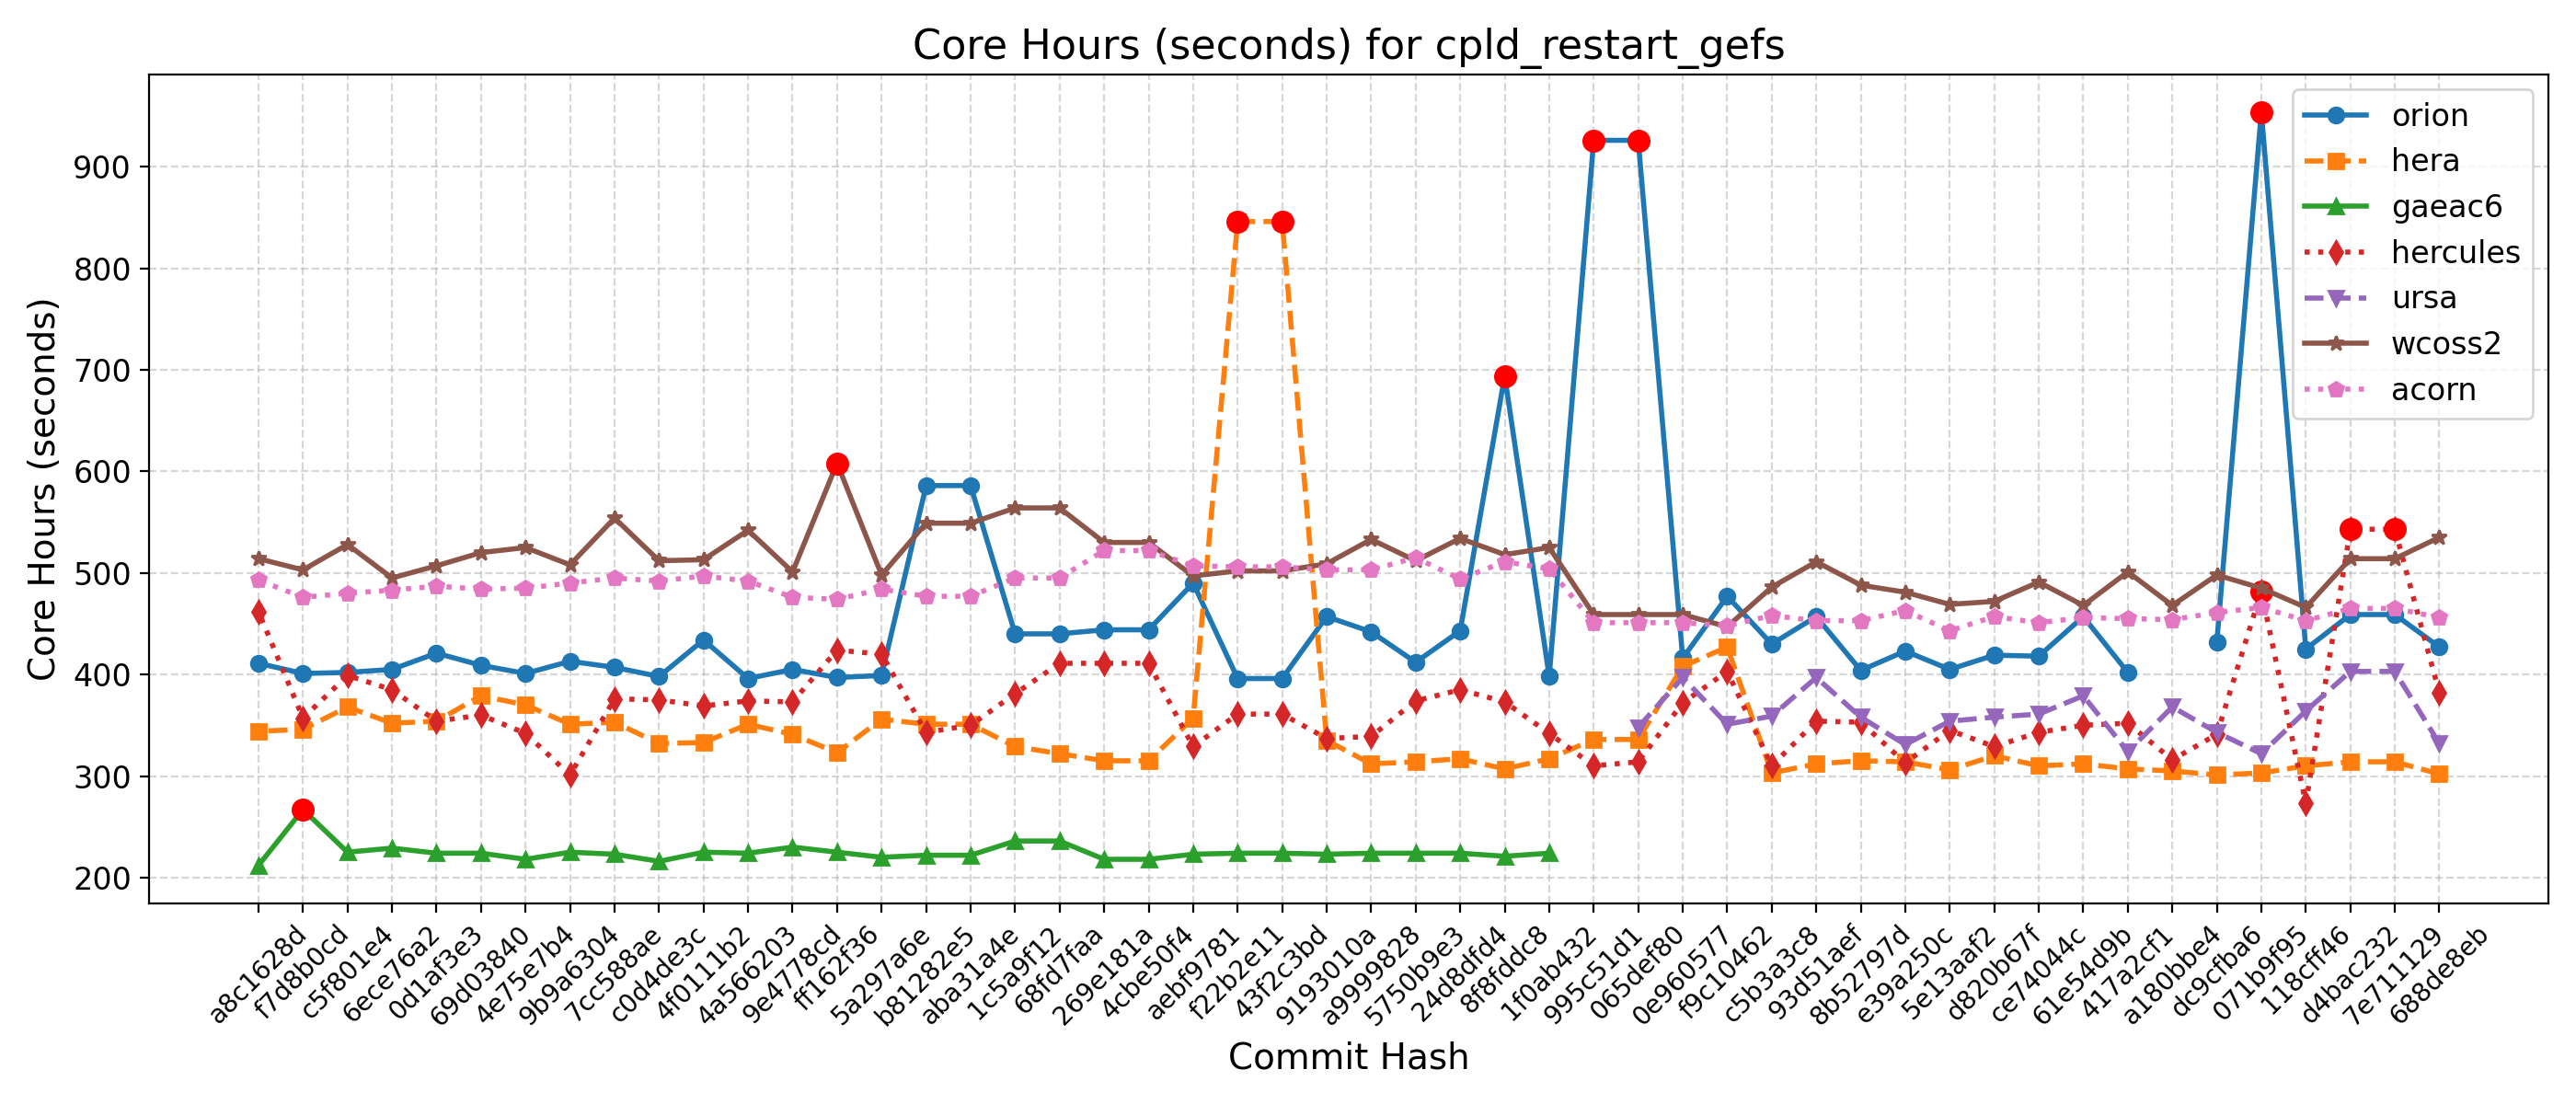 Core Hours (seconds) for cpld_restart_gefs
Core Hours (seconds)
900
800
700
600
500
400
300
200
orion
hera
gaeac6
hercules
ursa
wcoss2
acorn
a8c1628d
f7d8b0cd
c5f801e4
6ece76a2
0d1af3e3
69d03840
4e75e7b4
9b9a6304
7cc588ae
c0d4de3c
4f0111b2
4a566203
9e4778cd
ff162f36
5a297a6e
b81282e5
aba31a4e
1c5a9f12
68fd7faa
269e181a
4cbe50f4
aebf9781
f22b2e11
43f2c3bd
9193010a
a9999828
5750b9e3
24d8dfd4
8f8fddc8
1f0ab432
995c51d1
065def80
0e960577
f9c10462
c5b3a3c8
93d51aef
8b52797d
e39a250c
5e13aaf2
d820b67f
ce74044c
61e54d9b
417a2cf1
a180bbe4
dc9cfba6
071b9f95
118cff46
d4bac232
7e711129
688de8eb
Commit Hash